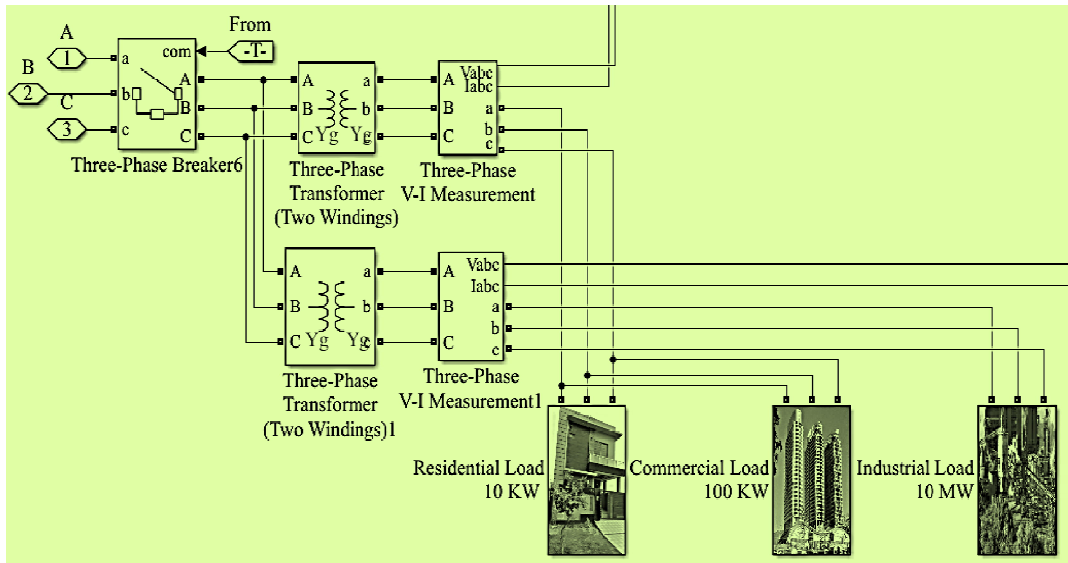 A
1
B
2
C
3
From
-T-
a
com
b
c
A
B
C
Three-Phase Breaker6
A
B
C
a
b
c
Yg
Yg
Three-Phase
Transformer
(Two Windings)
A
B
C
Vabc
Iabc
a
b
c
Three-Phase
V-I Measurement
A
B
C
a
b
c
Yg
Yg
Three-Phase
Transformer
(Two Windings)1
A
B
C
Vabc
Iabc
a
b
c
Three-Phase
V-I Measurement1
Residential Load
10 KW
Commercial Load
100 KW
Industrial Load
10 MW